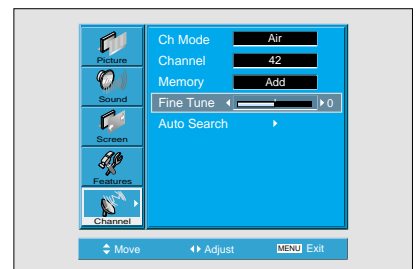 Picture
Sound
Screen
Features
Channel
Ch Mode Air
Channel 42
Memory Add
Fine Tune 0
Auto Search
Move Adjust MENU Exit